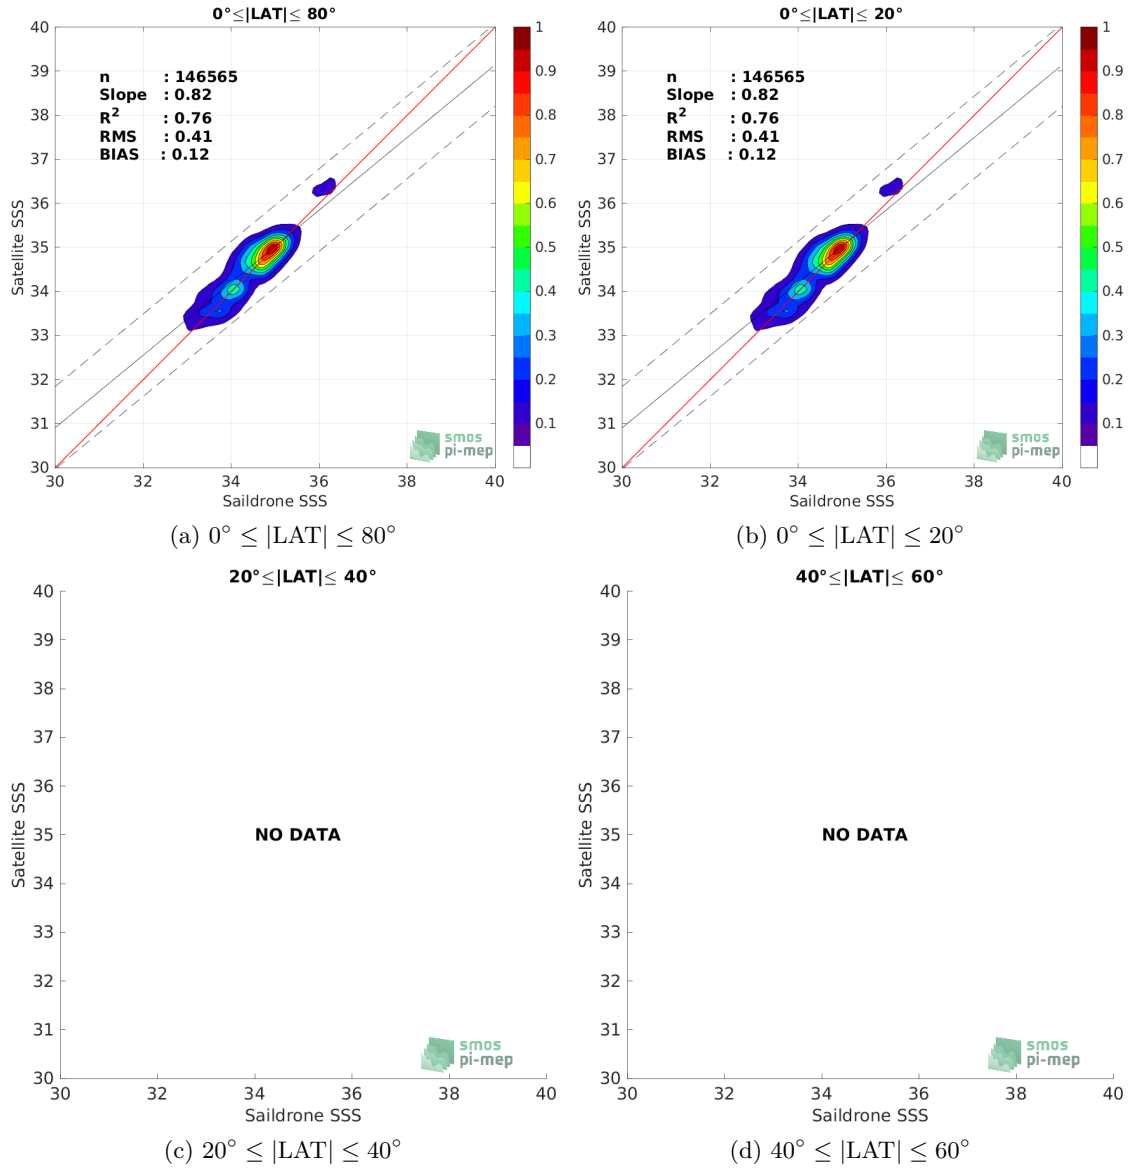 0°≤|LAT|≤ 80°
40
39
38
37
36
35
34
33
32
31
30
Satellite SSS
n : 146565
Slope : 0.82
R² : 0.76
RMS : 0.41
BIAS : 0.12
smos
pi-mep
30 32 34 36 38 40
Saildrone SSS
1
0.9
0.8
0.7
0.6
0.5
0.4
0.3
0.2
0.1
(a) 0° ≤ |LAT| ≤ 80°
0°≤|LAT|≤ 20°
40
39
38
37
36
35
34
33
32
31
30
Satellite SSS
n : 146565
Slope : 0.82
R² : 0.76
RMS : 0.41
BIAS : 0.12
smos
pi-mep
30 32 34 36 38 40
Saildrone SSS
1
0.9
0.8
0.7
0.6
0.5
0.4
0.3
0.2
0.1
(b) 0° ≤ |LAT| ≤ 20°
20°≤|LAT|≤ 40°
40
39
38
37
36
35
34
33
32
31
30
Satellite SSS
NO DATA
smos
pi-mep
30 32 34 36 38 40
Saildrone SSS
(c) 20° ≤ |LAT| ≤ 40°
40°≤|LAT|≤ 60°
40
39
38
37
36
35
34
33
32
31
30
Satellite SSS
NO DATA
smos
pi-mep
30 32 34 36 38 40
Saildrone SSS
(d) 40° ≤ |LAT| ≤ 60°